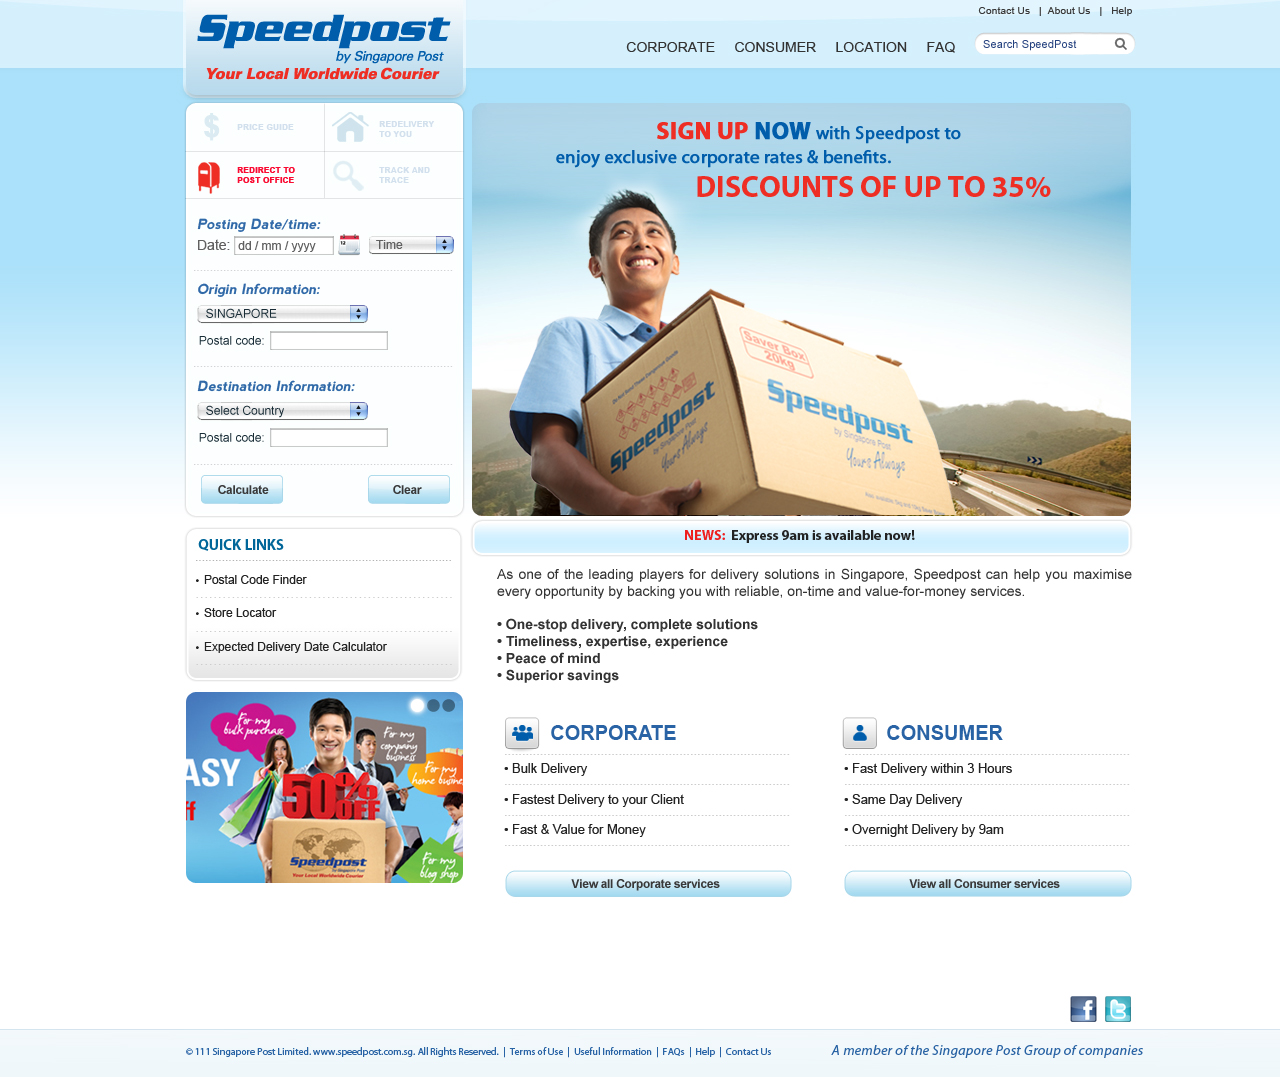 Contact Us | About Us | Help
Speedpost
by Singapore Post
Your Local Worldwide Courier
CORPORATE CONSUMER LOCATION FAQ
Search SpeedPost
PRICE GUIDE
REDELIVERY
TO YOU
REDIRECT TO
POST OFFICE
TRACK AND
TRACE
Posting Date/time:
Date: dd / mm / yyyy Time
Origin Information:
SINGAPORE
Postal code:
Destination Information:
Select Country
Postal code:
Calculate Clear
SIGN UP NOW with Speedpost to
enjoy exclusive corporate rates & benefits.
DISCOUNTS OF UP TO 35%
Saver Box
20kg
Speedpost
by Singapore Post
Yours Always
Speedpost
by Singapore Post
Yours Always
NEWS: Express 9am is available now!
QUICK LINKS
• Postal Code Finder
• Store Locator
• Expected Delivery Date Calculator
As one of the leading players for delivery solutions in Singapore, Speedpost can help you maximise
every opportunity by backing you with reliable, on-time and value-for-money services.
• One-stop delivery, complete solutions
• Timeliness, expertise, experience
• Peace of mind
• Superior savings
For my
bulk purchase
For my
company
business
For my
home busine
ASY
ff
50%
OFF
Speedpost
by Singapore Post
Your Local Worldwide Courier
For my
blog shop
CORPORATE
• Bulk Delivery
• Fastest Delivery to your Client
• Fast & Value for Money
View all Corporate services
CONSUMER
• Fast Delivery within 3 Hours
• Same Day Delivery
• Overnight Delivery by 9am
View all Consumer services
© 111 Singapore Post Limited. www.speedpost.com.sg. All Rights Reserved. | Terms of Use | Useful Information | FAQs | Help | Contact Us
A member of the Singapore Post Group of companies